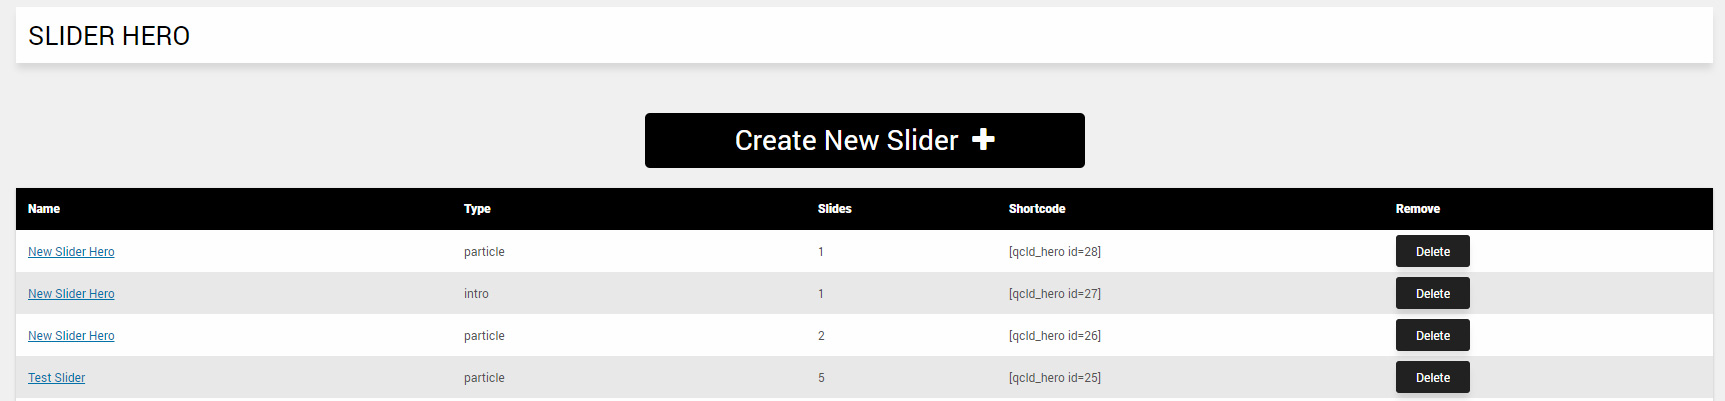 SLIDER HERO
Create New Slider
Name Type Slides Shortcode Remove
New Slider Hero particle 1 [qcld_hero id=28] Delete
New Slider Hero intro 1 [qcld_hero id=27] Delete
New Slider Hero particle 2 [qcld_hero id=26] Delete
Test Slider particle 5 [qcld_hero id=25] Delete